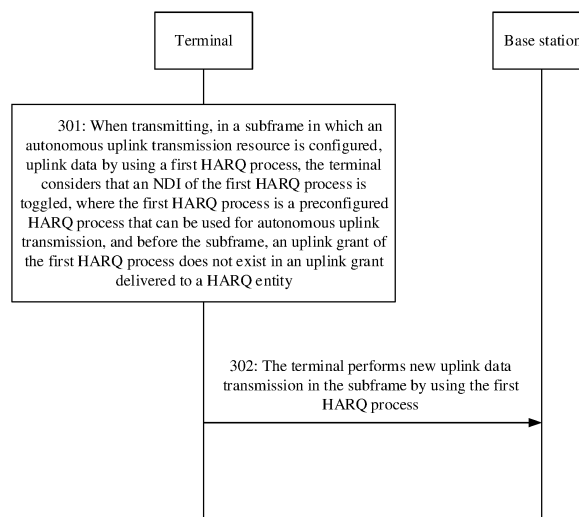 Terminal
Base station
301: When transmitting, in a subframe in which an
autonomous uplink transmission resource is configured,
uplink data by using a first HARQ process, the terminal
considers that an NDI of the first HARQ process is
toggled, where the first HARQ process is a preconfigured
HARQ process that can be used for autonomous uplink
transmission, and before the subframe, an uplink grant of
the first HARQ process does not exist in an uplink grant
delivered to a HARQ entity
302: The terminal performs new uplink data
transmission in the subframe by using the first
HARQ process